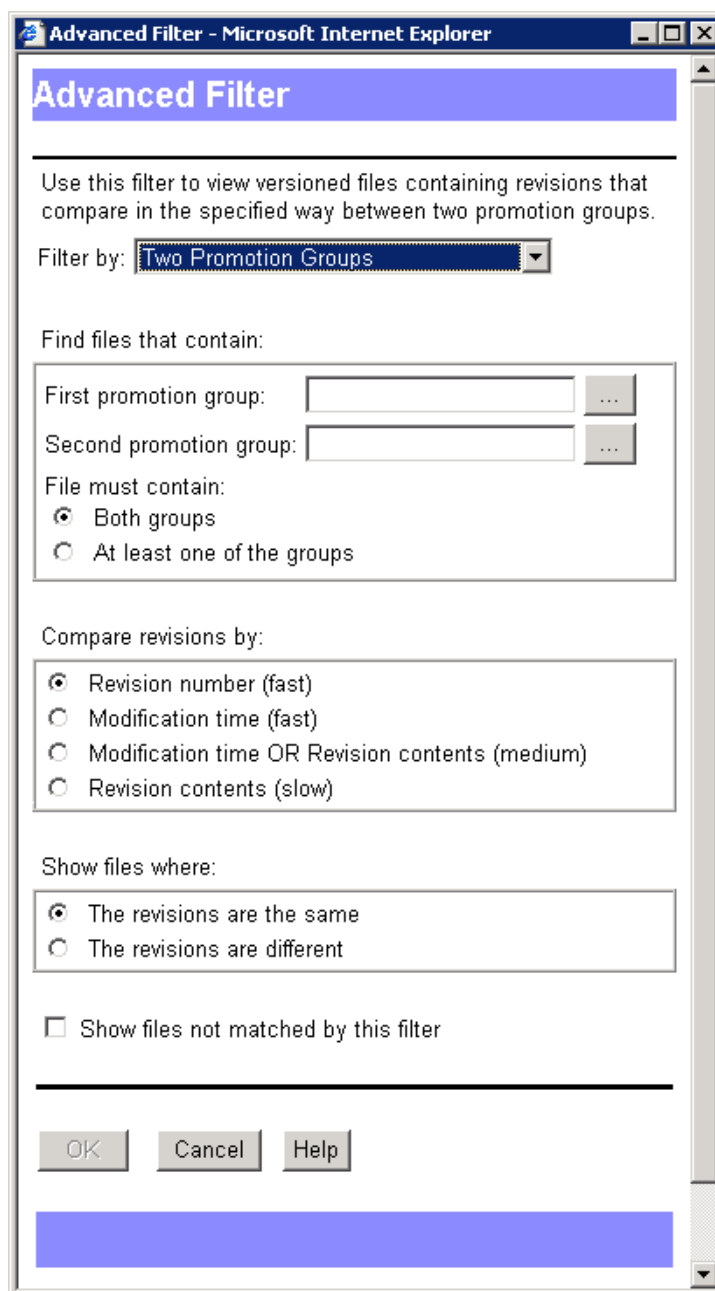 Advanced Filter - Microsoft Internet Explorer
Advanced Filter
Use this filter to view versioned files containing revisions that
compare in the specified way between two promotion groups.
Filter by: Two Promotion Groups
Find files that contain:
First promotion group: ...
Second promotion group: ...
File must contain:
Both groups
At least one of the groups
Compare revisions by:
Revision number (fast)
Modification time (fast)
Modification time OR Revision contents (medium)
Revision contents (slow)
Show files where:
The revisions are the same
The revisions are different
Show files not matched by this filter
OK Cancel Help